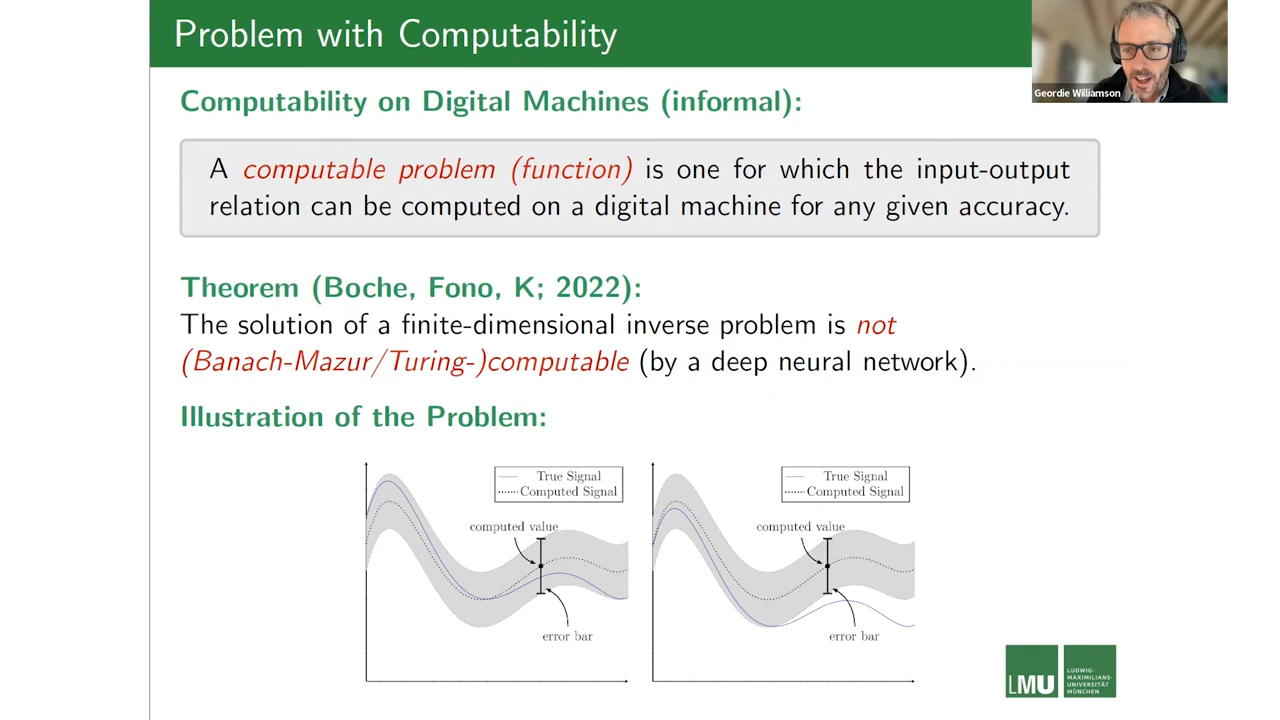 Problem with Computability
Geordie Williamson
Computability on Digital Machines (informal):
A computable problem (function) is one for which the input-output
relation can be computed on a digital machine for any given accuracy.
Theorem (Boche, Fono, K; 2022):
The solution of a finite-dimensional inverse problem is not
(Banach-Mazur/Turing-)computable (by a deep neural network).
Illustration of the Problem:
True Signal
Computed Signal
computed value
error bar
True Signal
Computed Signal
computed value
error bar
LMU
LUDWIG-
MAXIMILIANS-
UNIVERSITÄT
MÜNCHEN